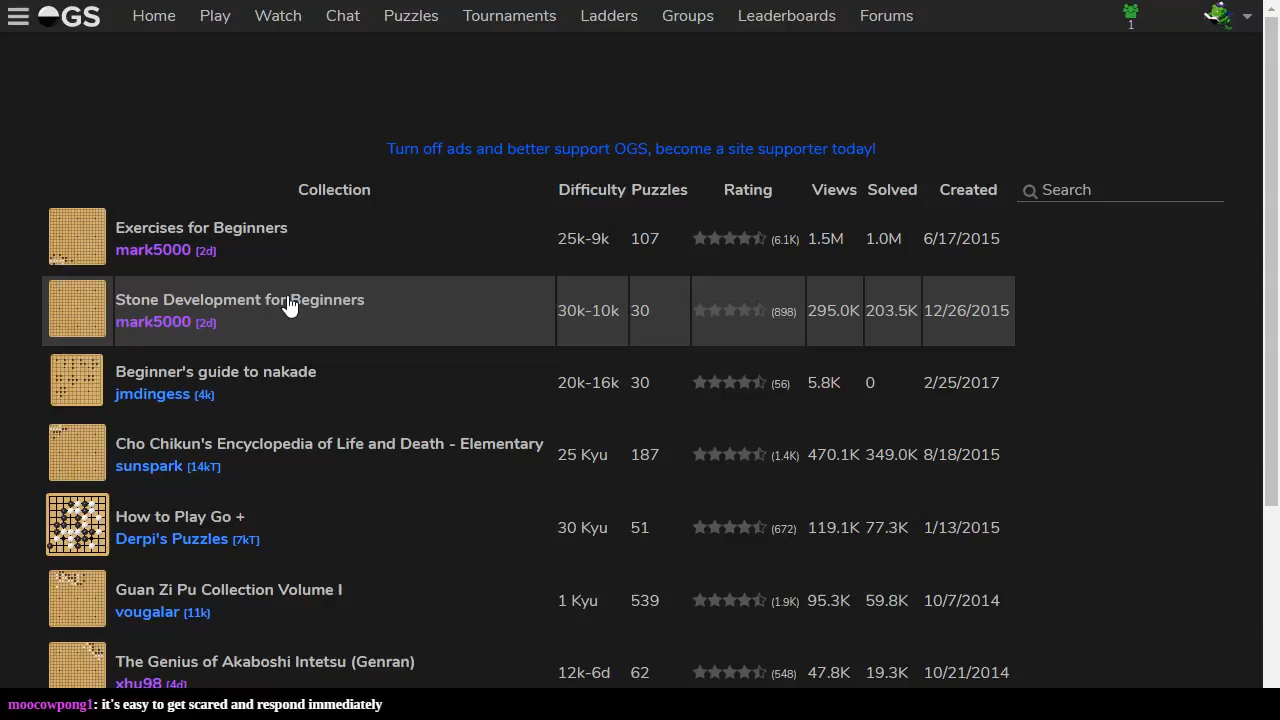 OGS Home Play Watch Chat Puzzles Tournaments Ladders Groups Leaderboards Forums
1
Turn off ads and better support OGS, become a site supporter today!
Collection Difficulty Puzzles Rating Views Solved Created Search
Exercises for Beginners
mark5000 [2d]
25k-9k 107 (6.1K) 1.5M 1.0M 6/17/2015
Stone Development for Beginners
mark5000 [2d]
30k-10k 30 (898) 295.0K 203.5K 12/26/2015
Beginner's guide to nakade
jmdingess [4k]
20k-16k 30 (56) 5.8K 0 2/25/2017
Cho Chikun's Encyclopedia of Life and Death - Elementary
sunspark [14kT]
25 Kyu 187 (1.4K) 470.1K 349.0K 8/18/2015
How to Play Go +
Derpi's Puzzles [7kT]
30 Kyu 51 (672) 119.1K 77.3K 1/13/2015
Guan Zi Pu Collection Volume I
vougalar [11k]
1 Kyu 539 (1.9K) 95.3K 59.8K 10/7/2014
The Genius of Akaboshi Intetsu (Genran)
xhu98 [4d]
12k-6d 62 (548) 47.8K 19.3K 10/21/2014
moocowpong1: it's easy to get scared and respond immediately